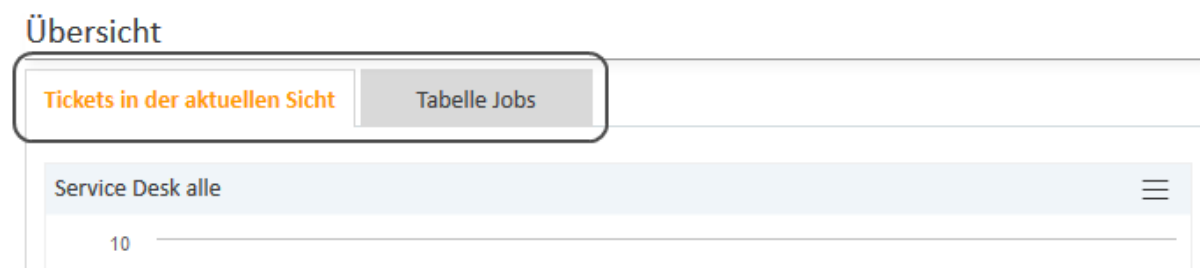 Übersicht
Tickets in der aktuellen Sicht Tabelle Jobs
Service Desk alle
10